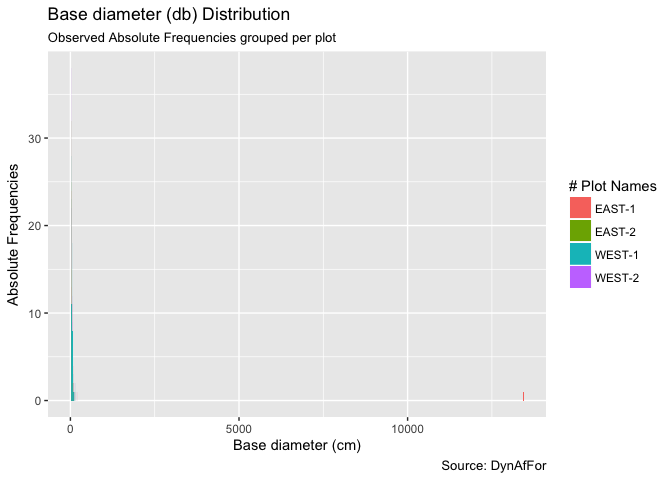 Base diameter (db) Distribution
Observed Absolute Frequencies grouped per plot
Absolute Frequencies
30
20
10
0
0
5000
10000
Base diameter (cm)
# Plot Names
EAST-1
EAST-2
WEST-1
WEST-2
Source: DynAfFor